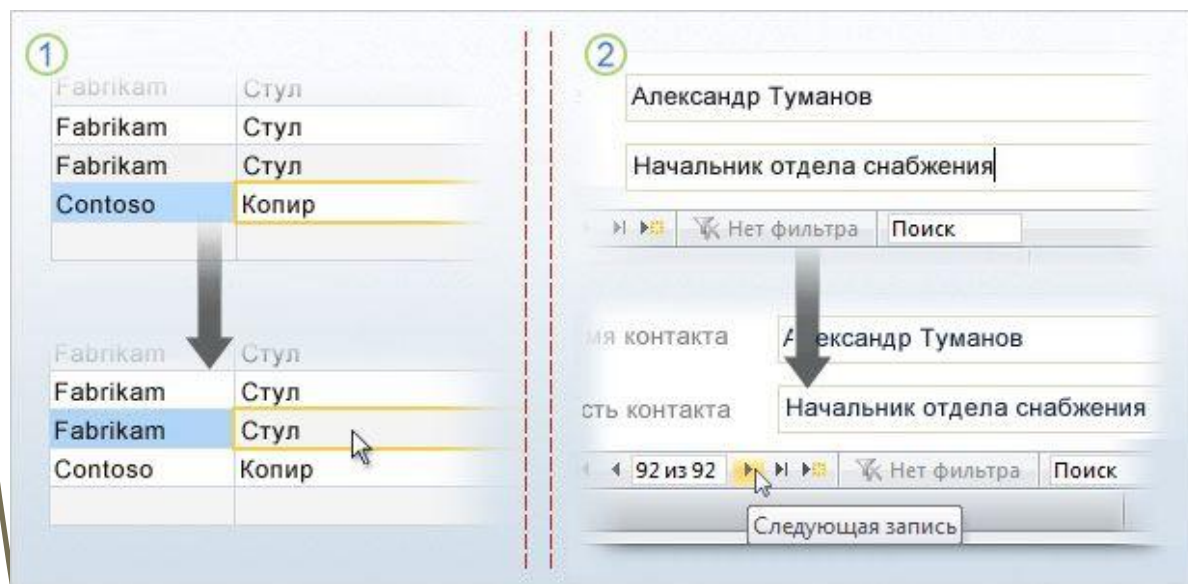 1
Fabrikam Стул
Fabrikam Стул
Fabrikam Стул
Contoso Копир
Fabrikam Стул
Fabrikam Стул
Fabrikam Стул
Contoso Копир
2
Александр Туманов
Начальник отдела снабжения
Нет фильтра Поиск
мя контакта Александр Туманов
сть контакта Начальник отдела снабжения
92 из 92 Нет фильтра Поиск
Следующая запись